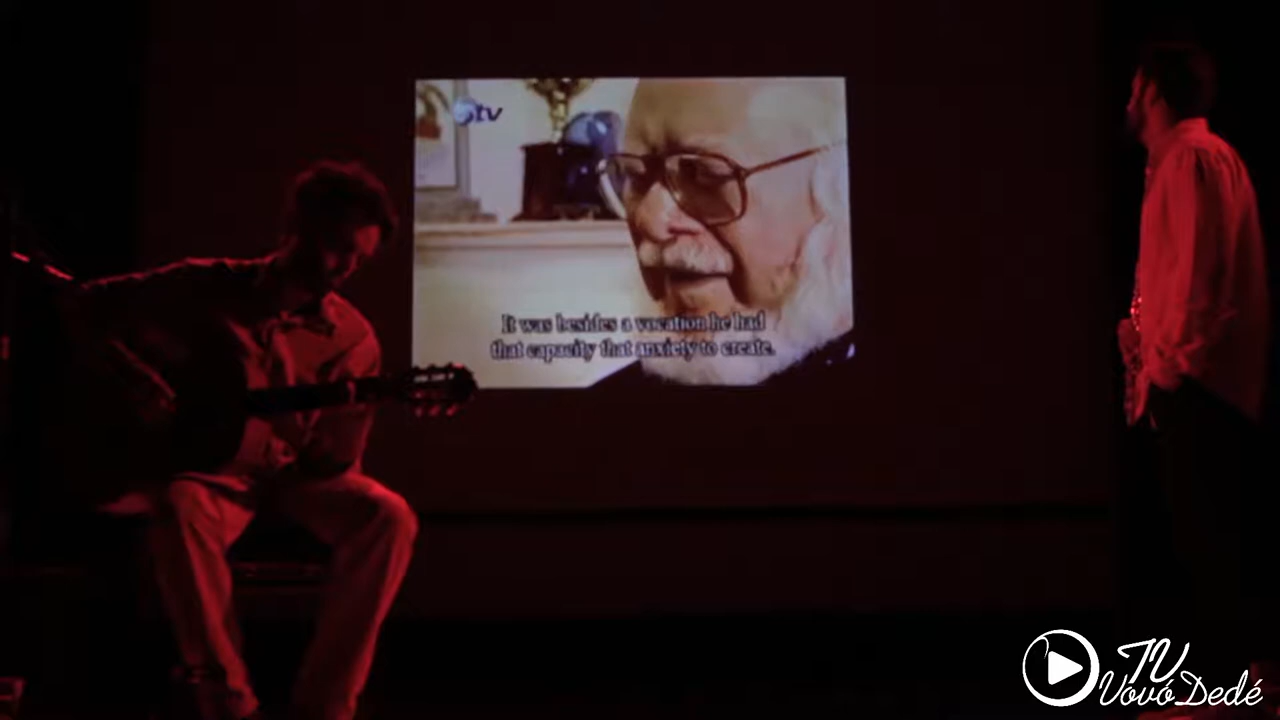 tv
It was besides a vocation he had
that capacity that anxiety to create.
TV
Vovó Dedé